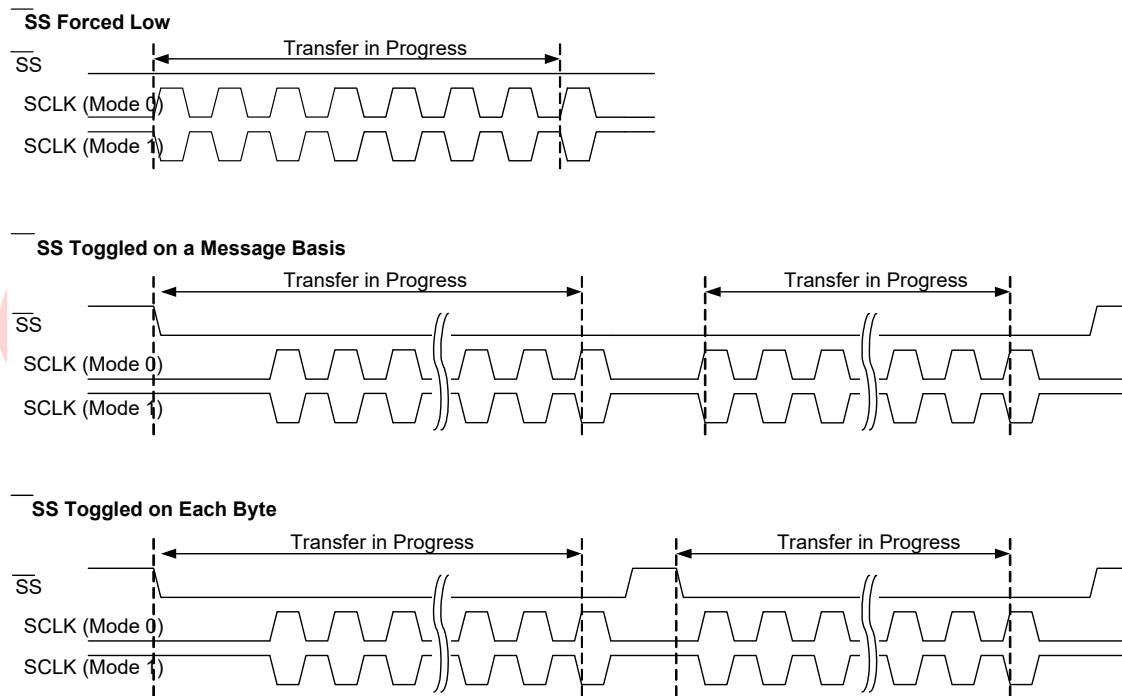 SS Forced Low
Transfer in Progress
SS
SCLK (Mode 0)
SCLK (Mode 1)
SS Toggled on a Message Basis
Transfer in Progress Transfer in Progress
SS
SCLK (Mode 0)
SCLK (Mode 1)
SS Toggled on Each Byte
Transfer in Progress Transfer in Progress
SS
SCLK (Mode 0)
SCLK (Mode 1)